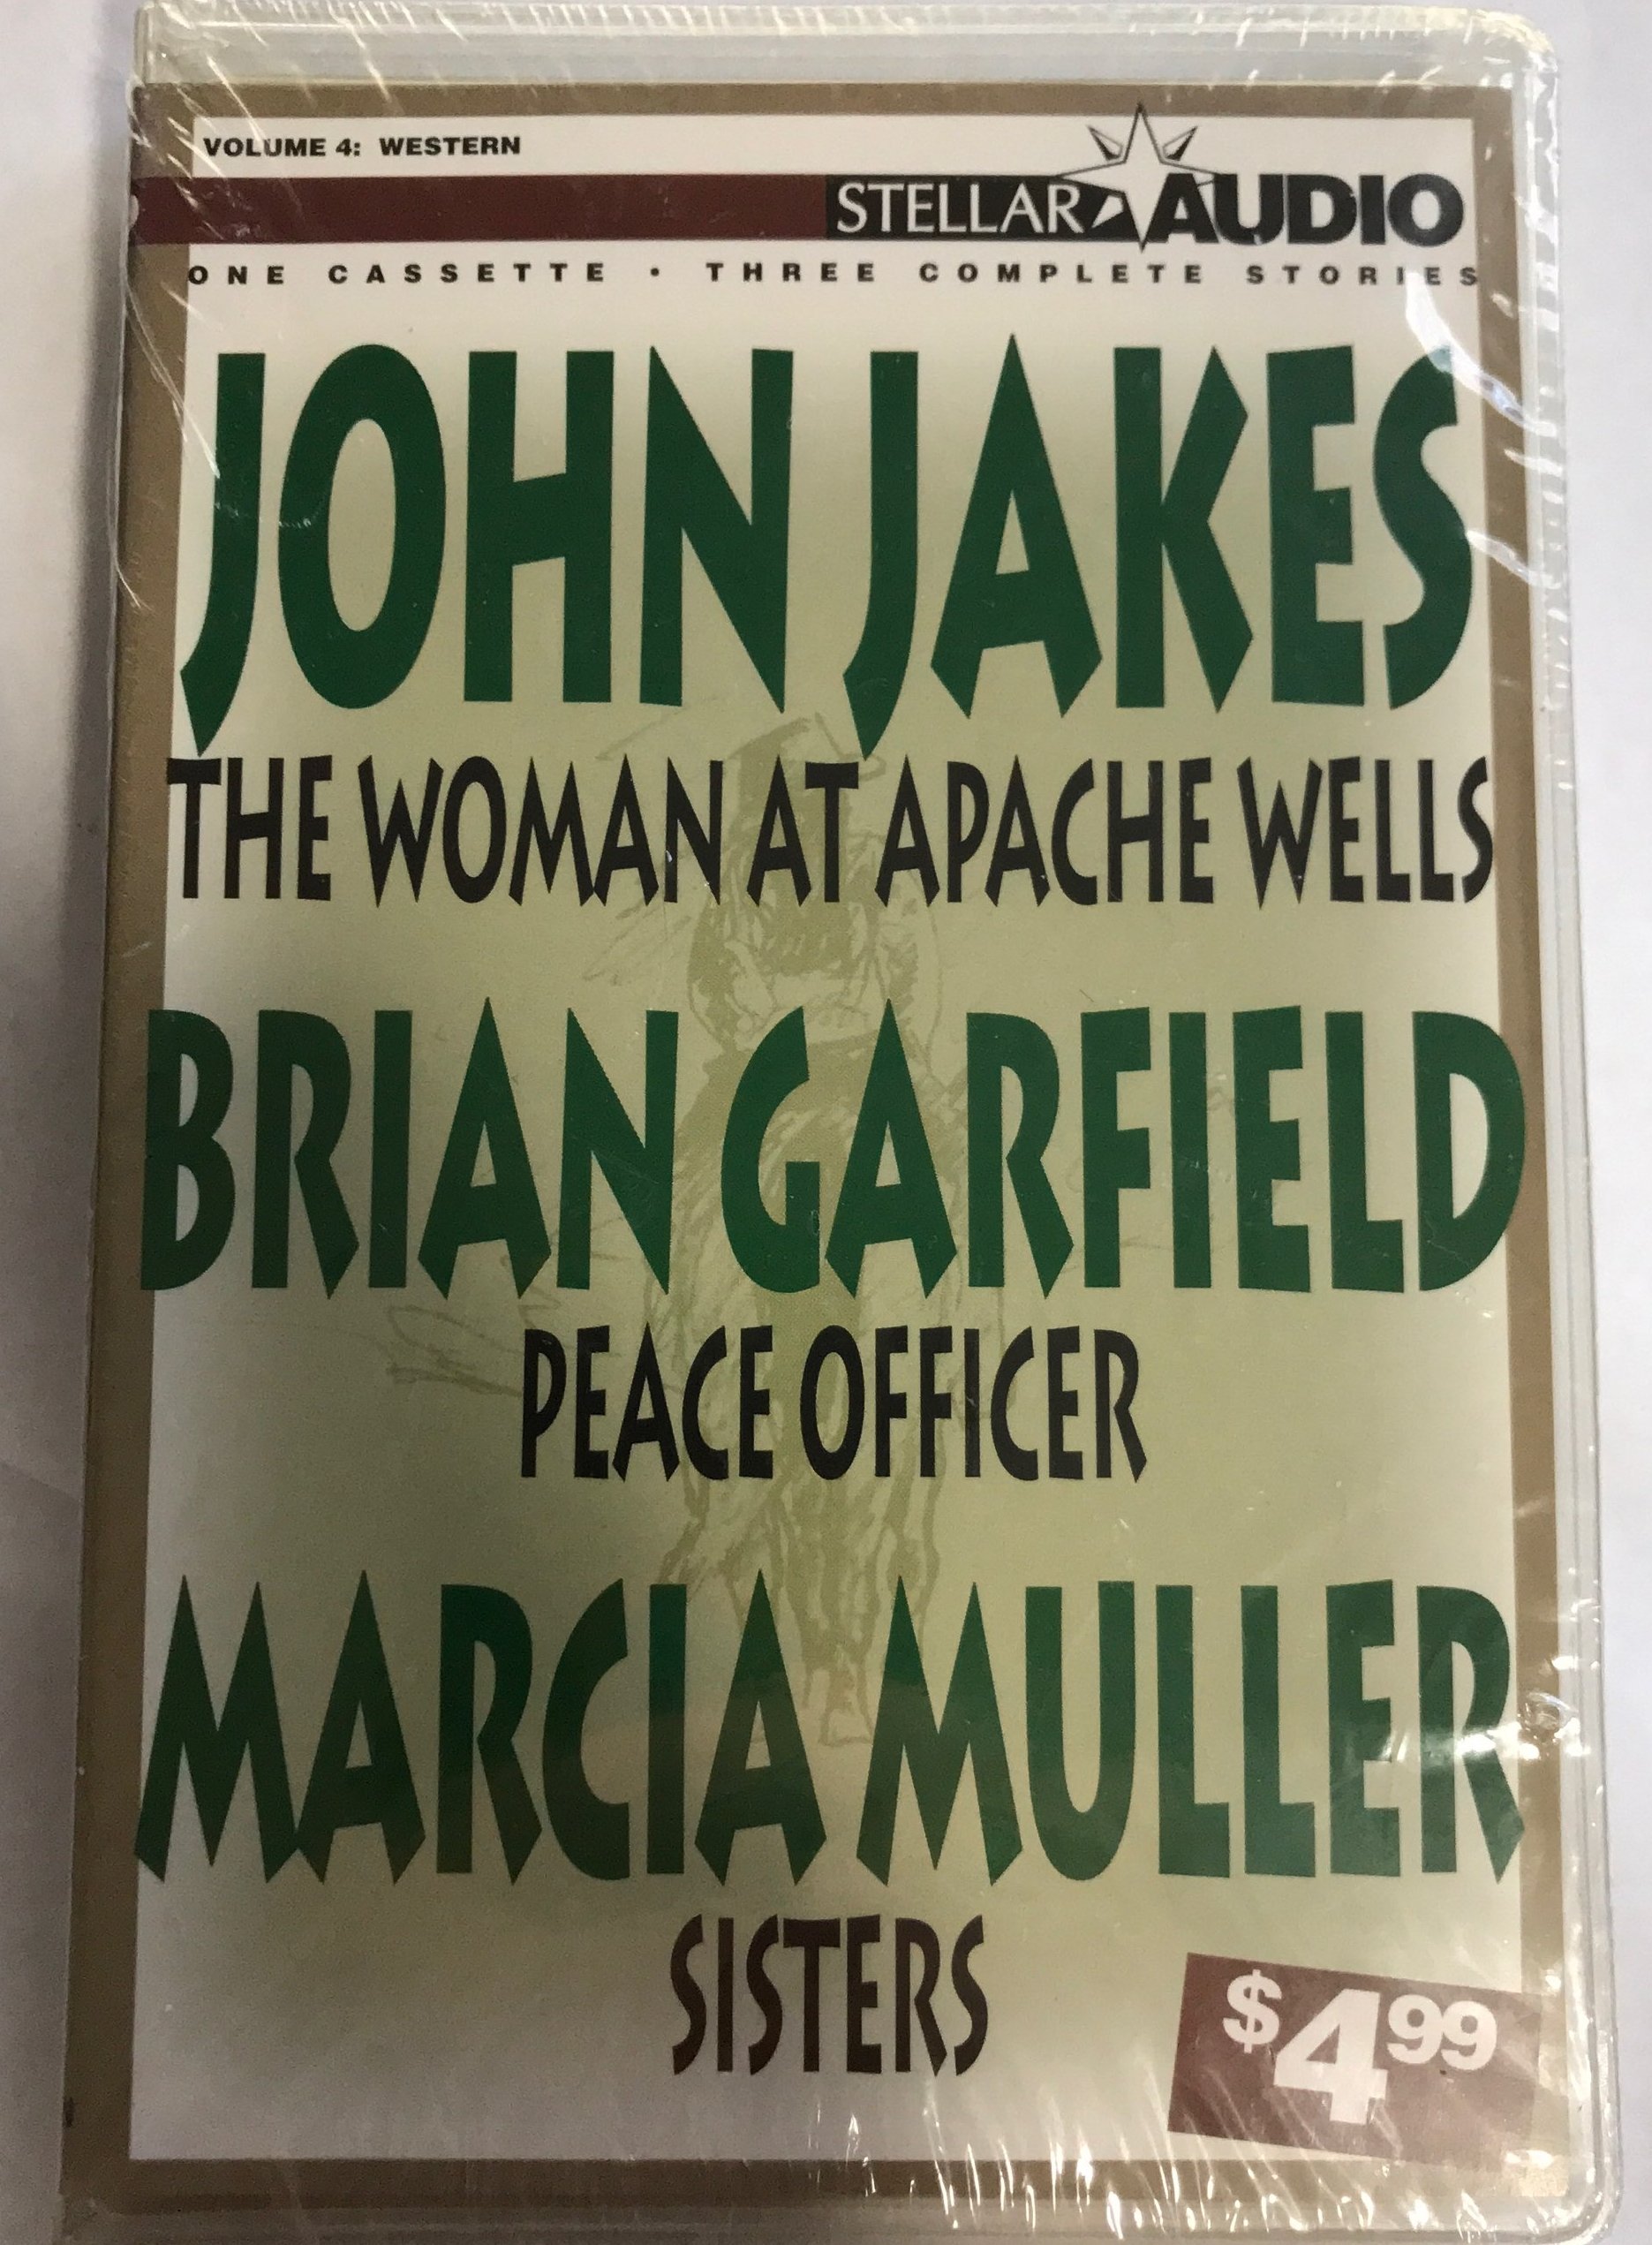 VOLUME 4: WESTERN
STELLAR AUDIO
ONE CASSETTE • THREE COMPLETE STORIES
JOHN JAKES
THE WOMAN AT APACHE WELLS
BRIAN GARFIELD
PEACE OFFICER
MARCIA MULLER
SISTERS
$4.99